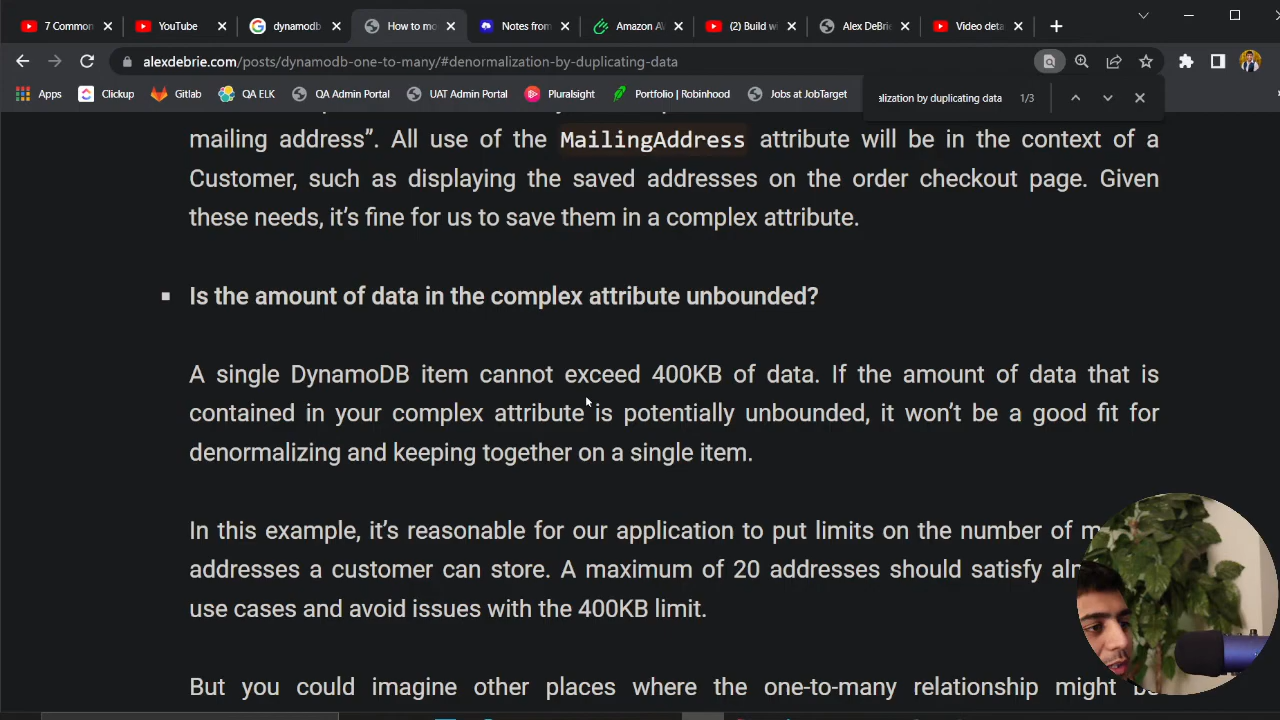 7 Common
YouTube
dynamodb
How to mo
Notes from
Amazon A
(2) Build wi
Alex DeBrie
Video deta
alexdebrie.com/posts/dynamodb-one-to-many/#denormalization-by-duplicating-data
Apps
Clickup
Gitlab
QA ELK
QA Admin Portal
UAT Admin Portal
Pluralsight
Portfolio | Robinhood
Jobs at JobTarget
alization by duplicating data
1/3
mailing address”. All use of the MailingAddress attribute will be in the context of a
Customer, such as displaying the saved addresses on the order checkout page. Given
these needs, it’s fine for us to save them in a complex attribute.
Is the amount of data in the complex attribute unbounded?
A single DynamoDB item cannot exceed 400KB of data. If the amount of data that is
contained in your complex attribute is potentially unbounded, it won’t be a good fit for
denormalizing and keeping together on a single item.
In this example, it’s reasonable for our application to put limits on the number of m
addresses a customer can store. A maximum of 20 addresses should satisfy al
use cases and avoid issues with the 400KB limit.
But you could imagine other places where the one-to-many relationship might